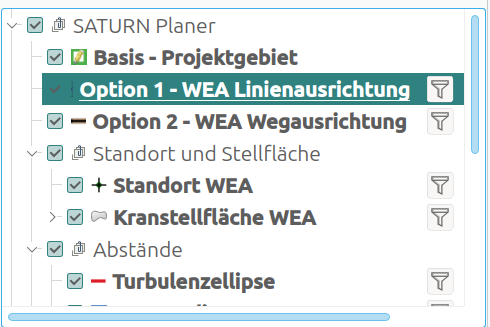 SATURN Planer
Basis - Projektgebiet
Option 1 - WEA Linienausrichtung
Option 2 - WEA Wegausrichtung
Standort und Stellfläche
Standort WEA
Kranstellfläche WEA
Abstände
Turbulenzellipse